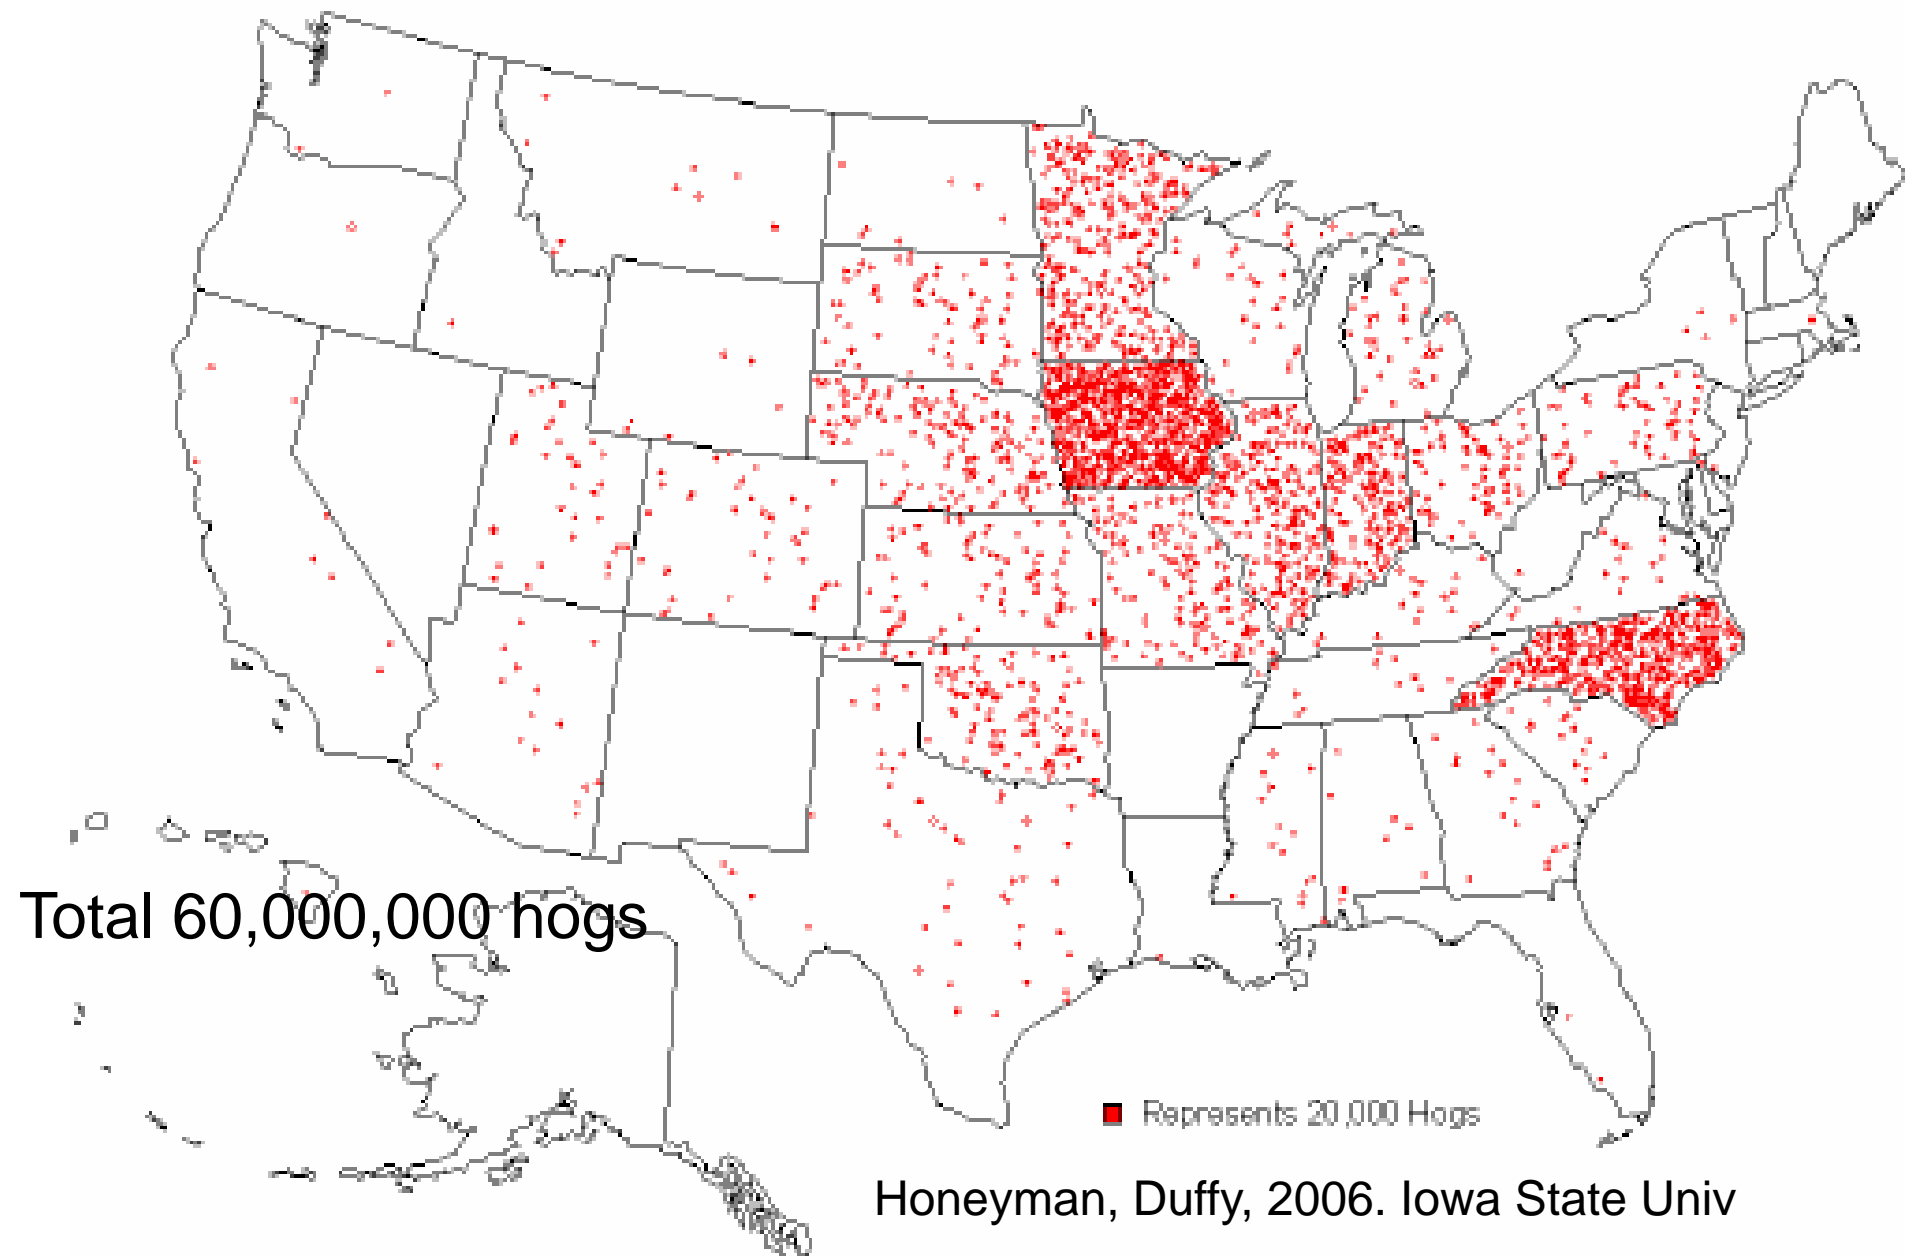 Total 60,000,000 hogs
Represents 20,000 Hogs
Honeyman, Duffy, 2006. Iowa State Univ